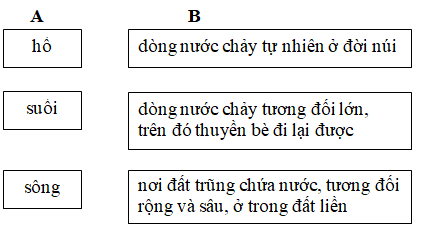 A B
hồ dòng nước chảy tự nhiên ở đồi núi
suối dòng nước chảy tương đối lớn,
trên đó thuyền bè đi lại được
sông nơi đất trũng chứa nước, tương đối
rộng và sâu, ở trong đất liền